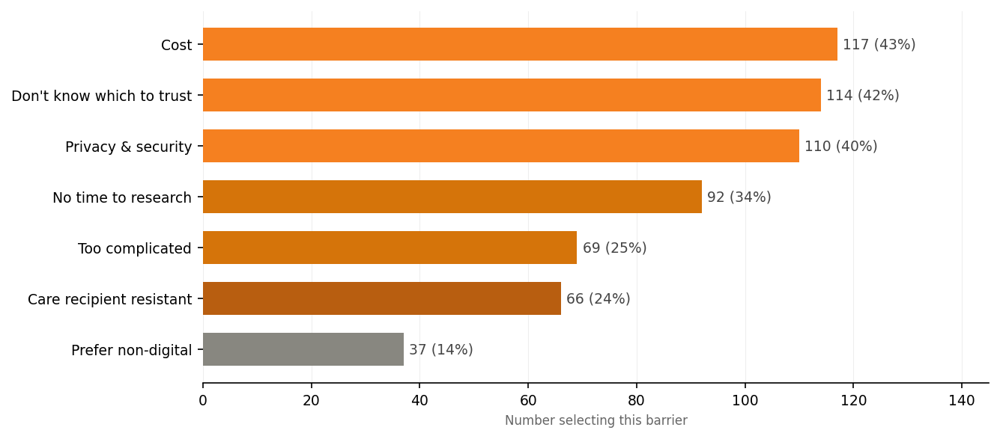 Cost 117 (43%)
Don't know which to trust 114 (42%)
Privacy & security 110 (40%)
No time to research 92 (34%)
Too complicated 69 (25%)
Care recipient resistant 66 (24%)
Prefer non-digital 37 (14%)
0 20 40 60 80 100 120 140
Number selecting this barrier